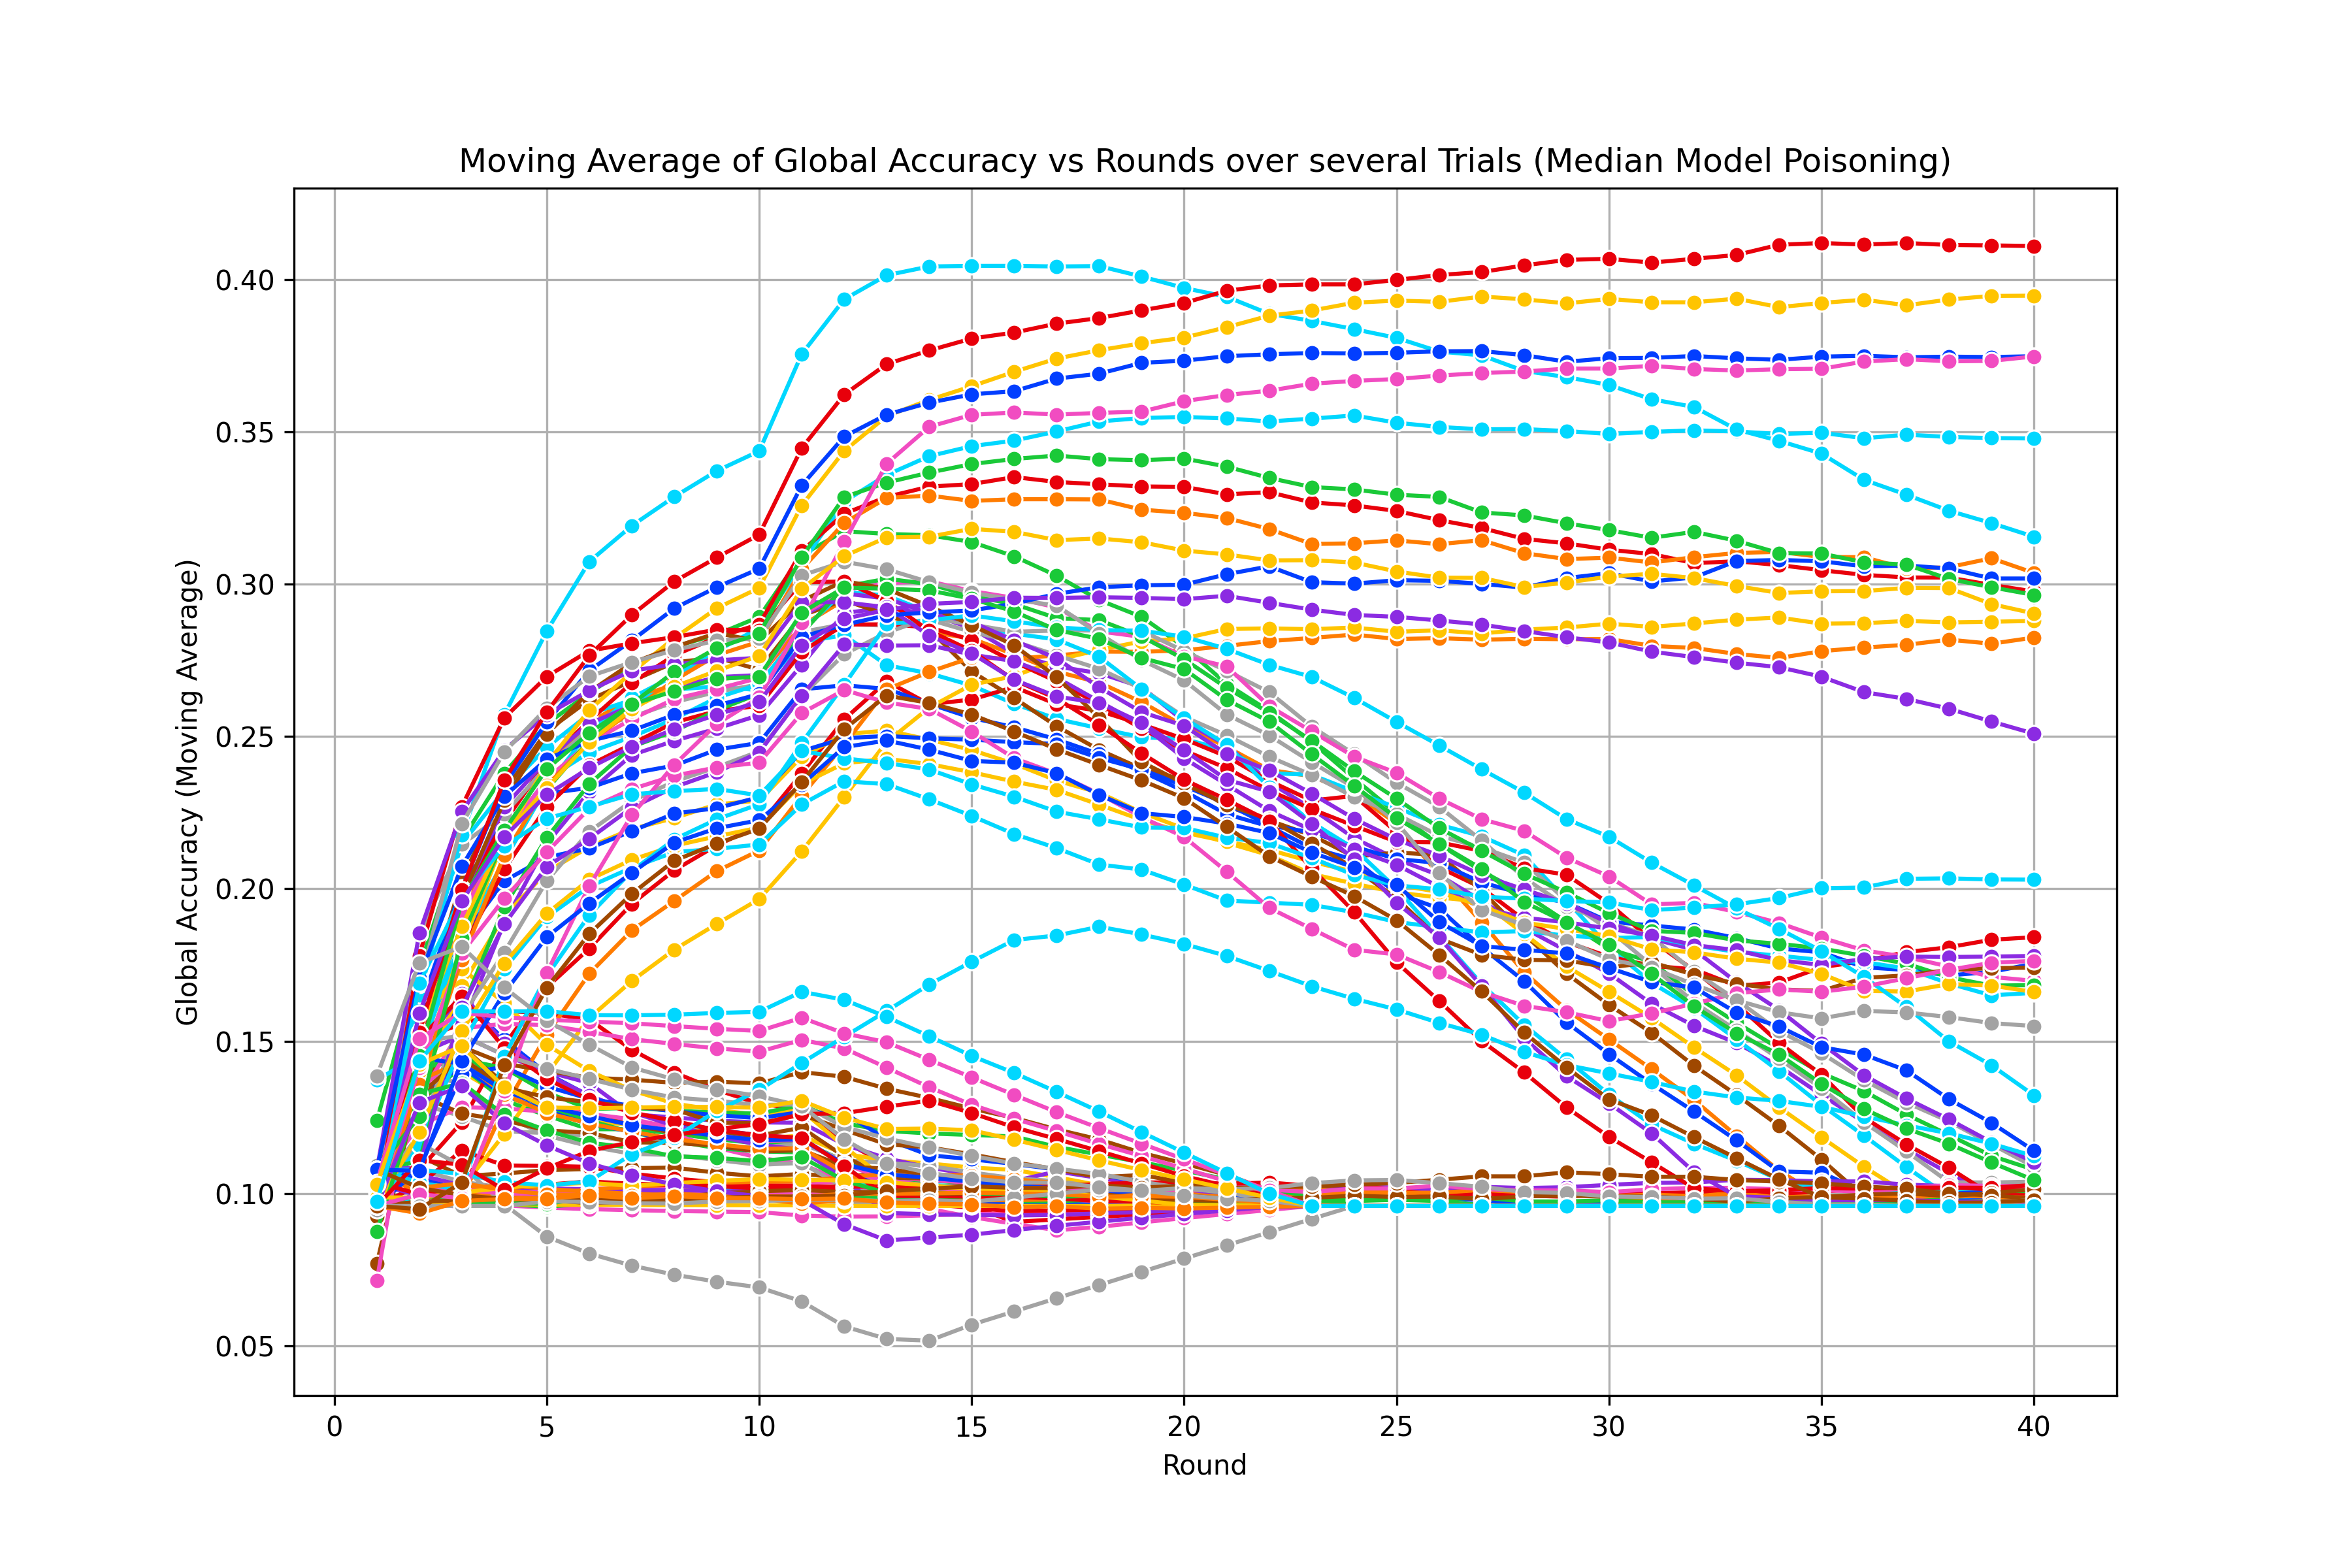 Moving Average of Global Accuracy vs Rounds over several Trials (Median Model Poisoning)
Global Accuracy (Moving Average)
0.40
0.35
0.30
0.25
0.20
0.15
0.10
0.05
0 5 10 15 20 25 30 35 40
Round